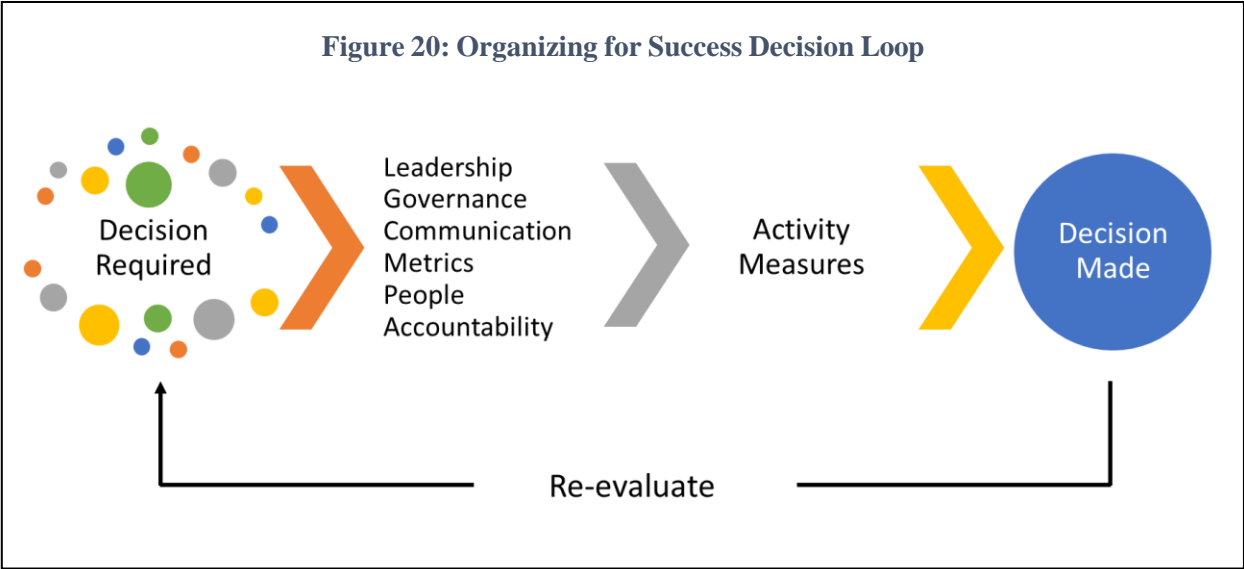 Figure 20: Organizing for Success Decision Loop
Decision
Required
Leadership
Governance
Communication
Metrics
People
Accountability
Activity
Measures
Decision
Made
Re-evaluate